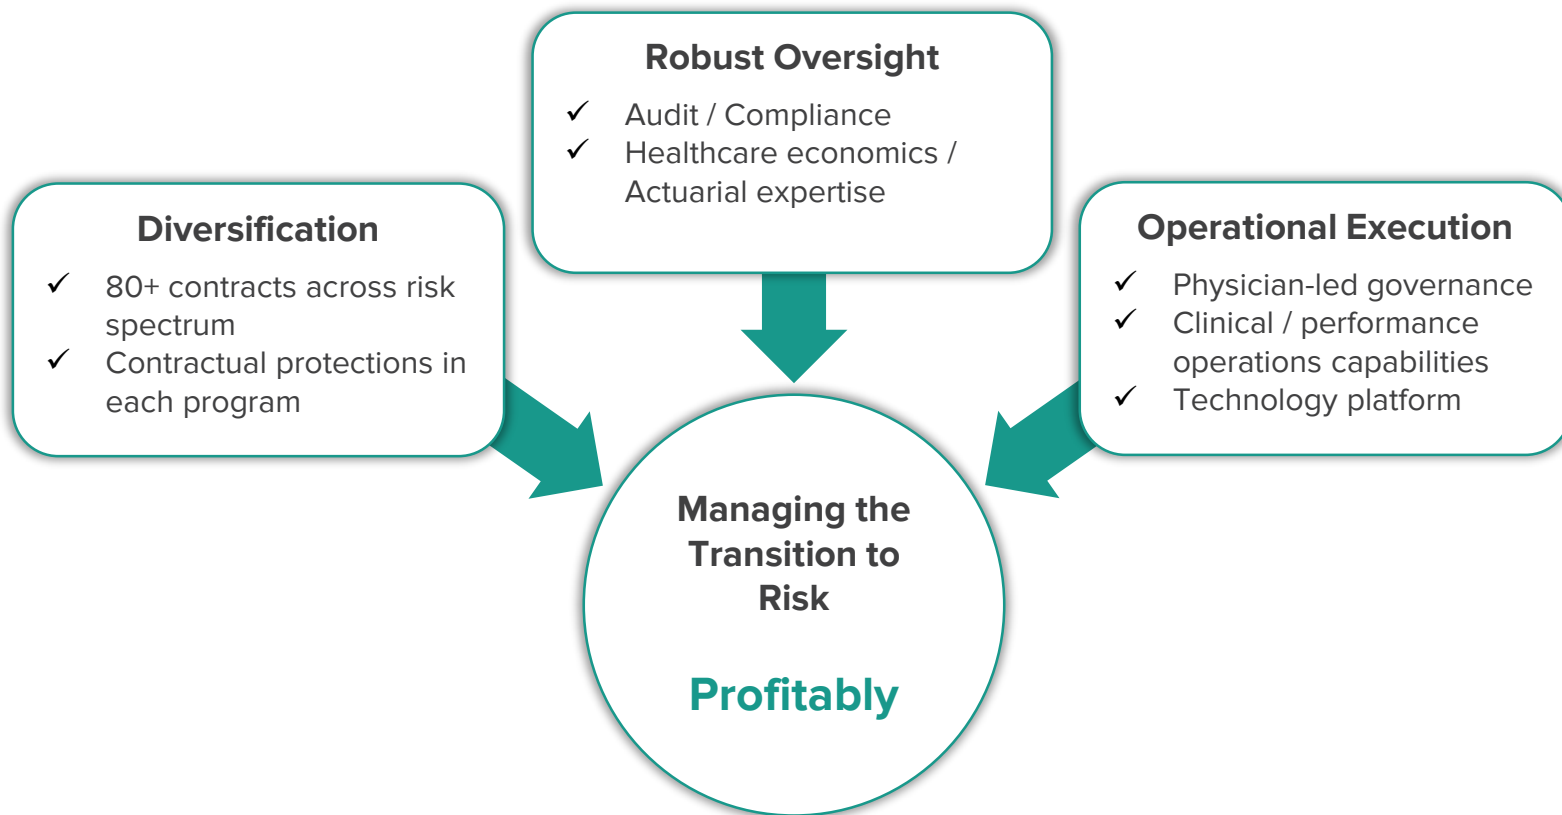 Robust Oversight
✓ Audit / Compliance
✓ Healthcare economics /
Actuarial expertise
Diversification
✓ 80+ contracts across risk
spectrum
✓ Contractual protections in
each program
Operational Execution
✓ Physician-led governance
✓ Clinical / performance
operations capabilities
✓ Technology platform
Managing the
Transition to
Risk
Profitably